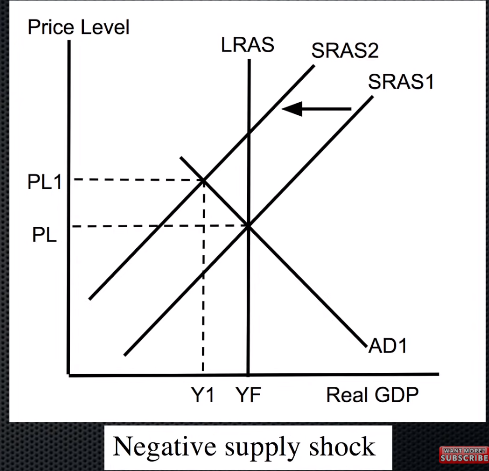 Price Level
LRAS
SRAS2
SRAS1
PL1
PL
AD1
Y1 YF Real GDP
Negative supply shock
WANT MORE?
SUBSCRIBE